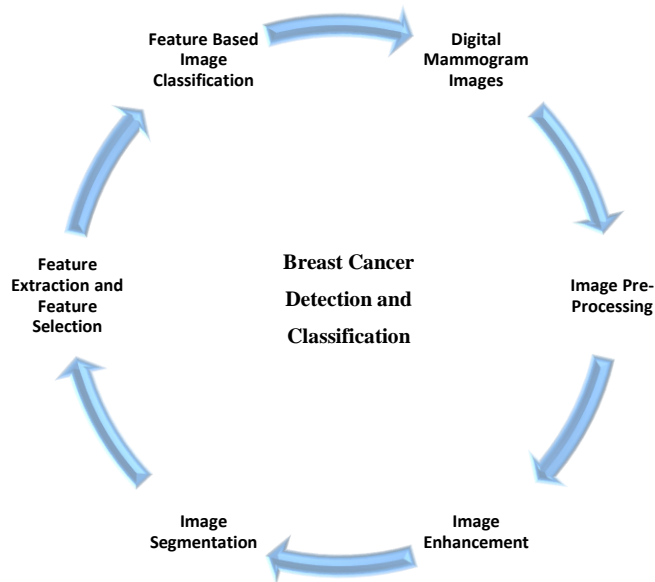 Feature Based
Image
Classification
Digital
Mammogram
Images
Image Pre-
Processing
Image
Enhancement
Image
Segmentation
Feature
Extraction and
Feature
Selection
Breast Cancer
Detection and
Classification